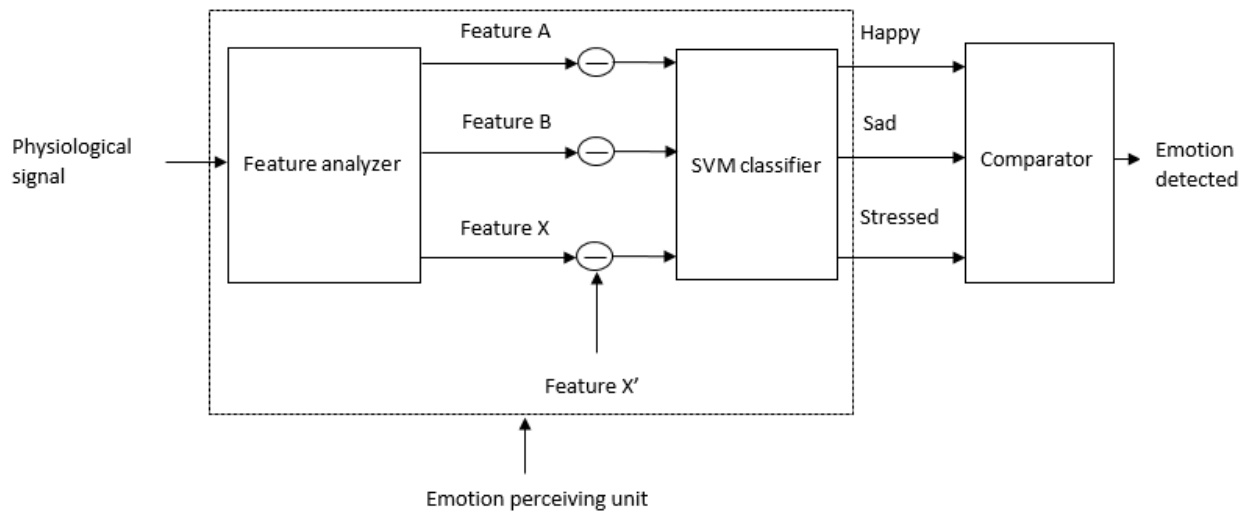 Feature A
Happy
Feature B
Sad
Physiological
signal
Feature analyzer
SVM classifier
Comparator
Emotion
detected
Feature X
Stressed
Feature X’
Emotion perceiving unit